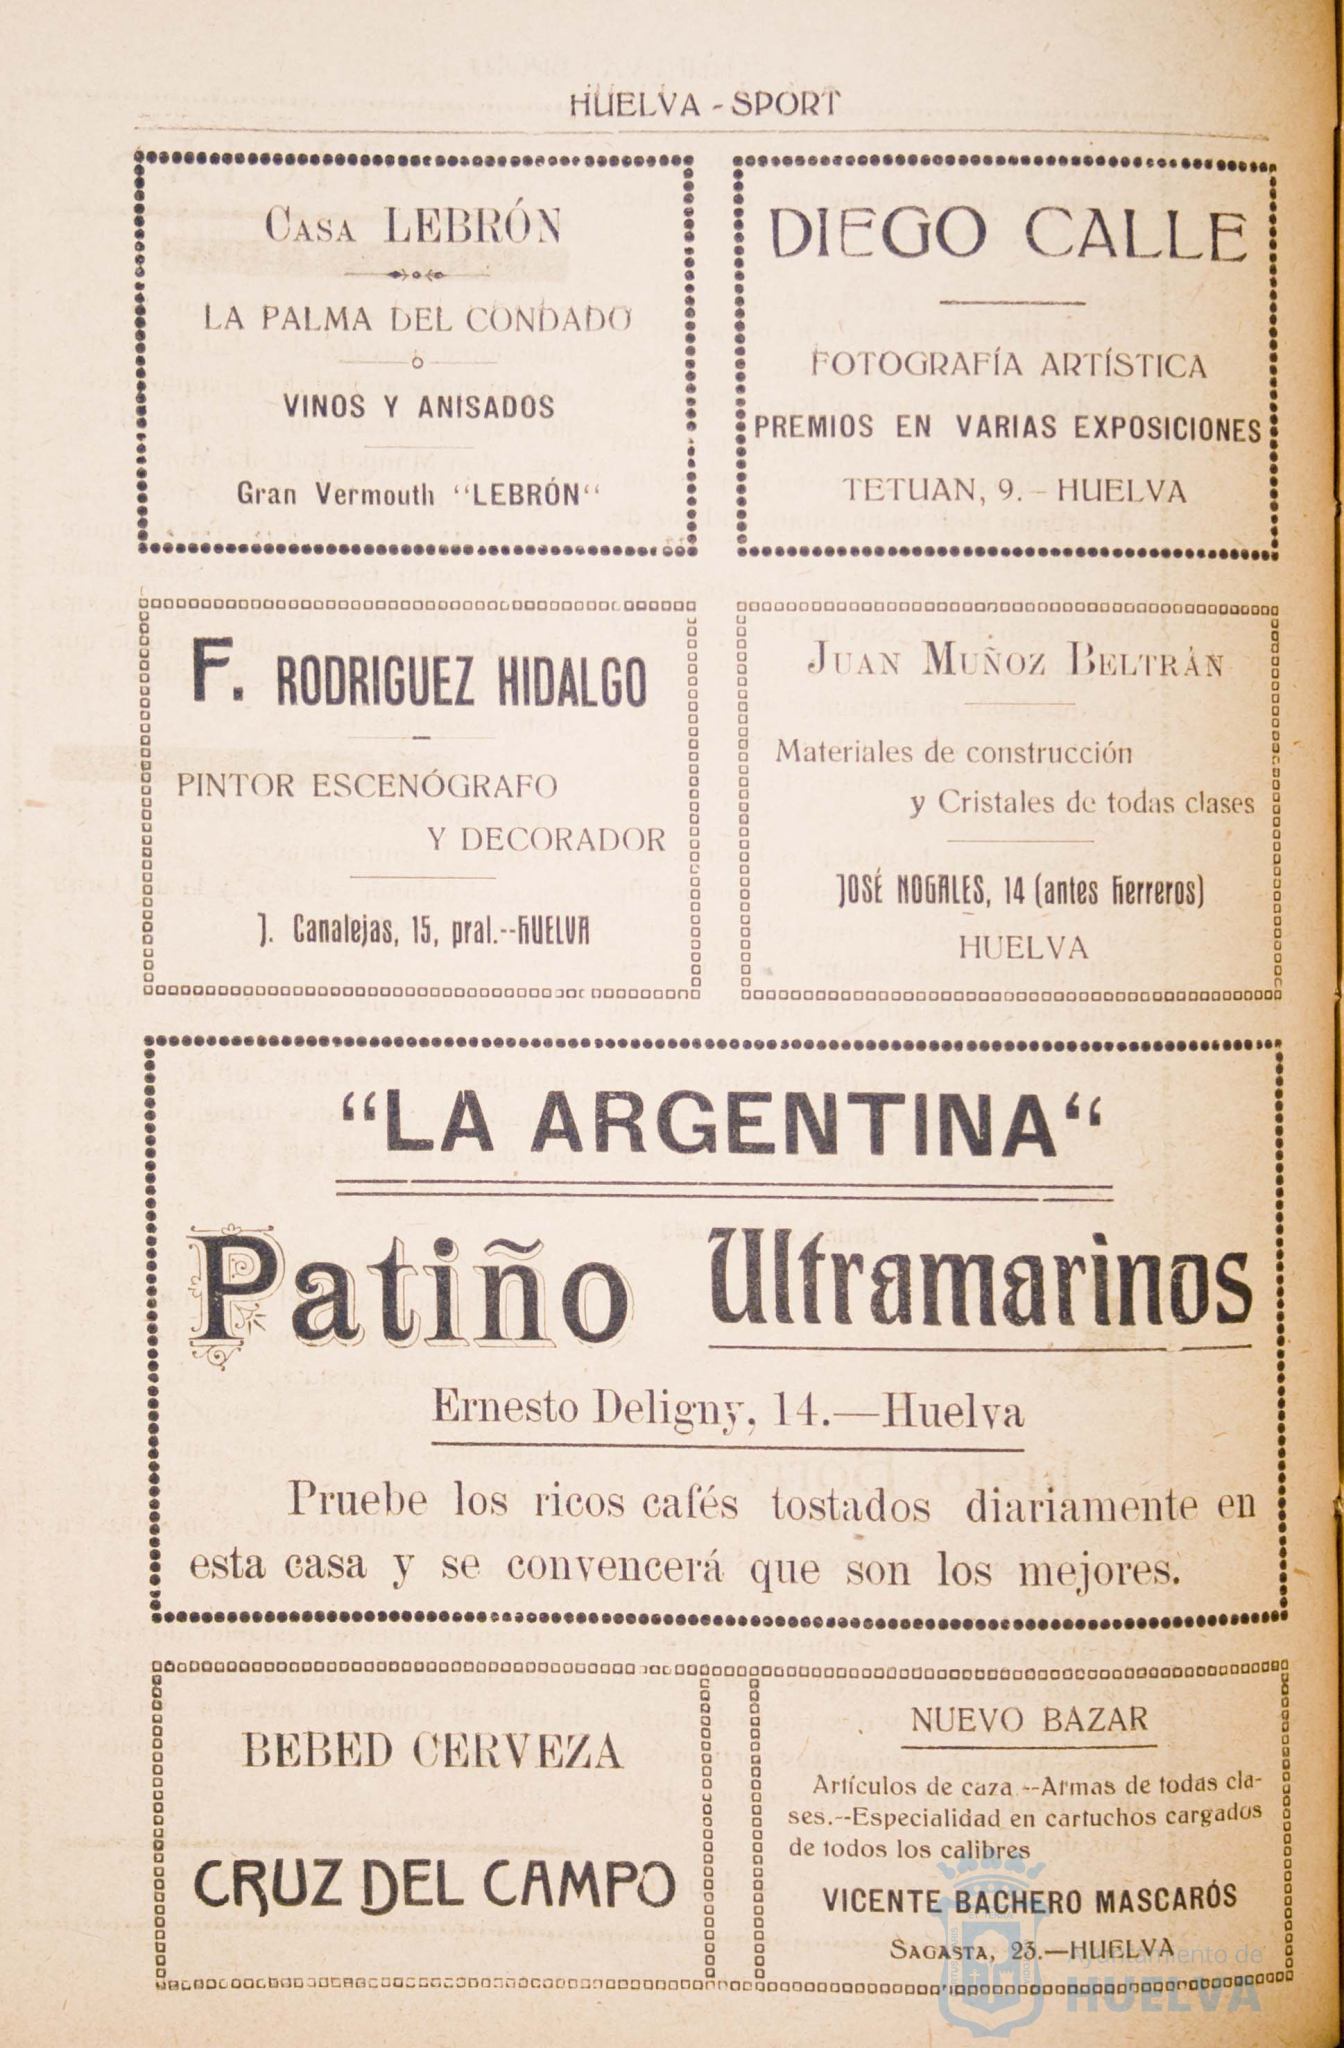 HUELVA - SPORT
CASA LEBRÓN
LA PALMA DEL CONDADO
VINOS Y ANISADOS
Gran Vermouth “LEBRÓN“
DIEGO CALLE
FOTOGRAFÍA ARTÍSTICA
PREMIOS EN VARIAS EXPOSICIONES
TETUAN, 9.- HUELVA
F. RODRIGUEZ HIDALGO
PINTOR ESCENÓGRAFO
Y DECORADOR
J. Canalejas, 15, pral.--HUELVA
JUAN MUÑOZ BELTRÁN
Materiales de construcción
y Cristales de todas clases
JOSÉ NOGALES, 14 (antes Herreros)
HUELVA
“LA ARGENTINA“
Patiño Ultramarinos
Ernesto Deligny, 14.—Huelva
Pruebe los ricos cafés tostados diariamente en
esta casa y se convencerá que son los mejores.
BEBED CERVEZA
CRUZ DEL CAMPO
NUEVO BAZAR
Artículos de caza.--Armas de todas cla-
ses.--Especialidad en cartuchos cargados
de todos los calibres
VICENTE BACHERO MASCARÓS
SAGASTA, 23.—HUELVA
Ayuntamiento de
HUELVA